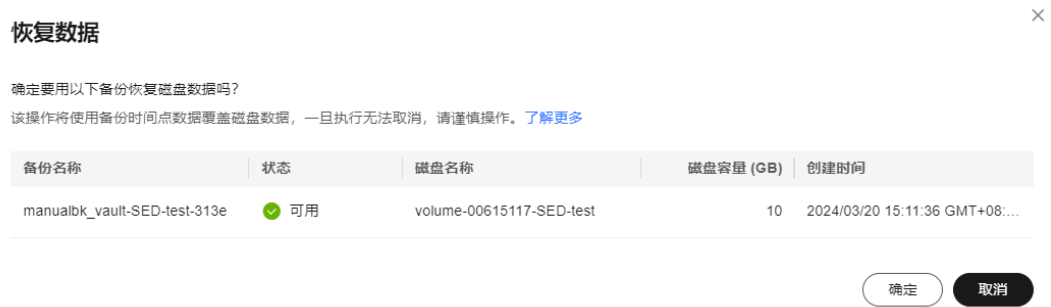 恢复数据
确定要用以下备份恢复磁盘数据吗?
该操作将使用备份时间点数据覆盖磁盘数据，一旦执行无法取消，请谨慎操作。了解更多
备份名称 状态 磁盘名称 磁盘容量 (GB) 创建时间
manualbk_vault-SED-test-313e 可用 volume-00615117-SED-test 10 2024/03/20 15:11:36 GMT+08:...
确定 取消